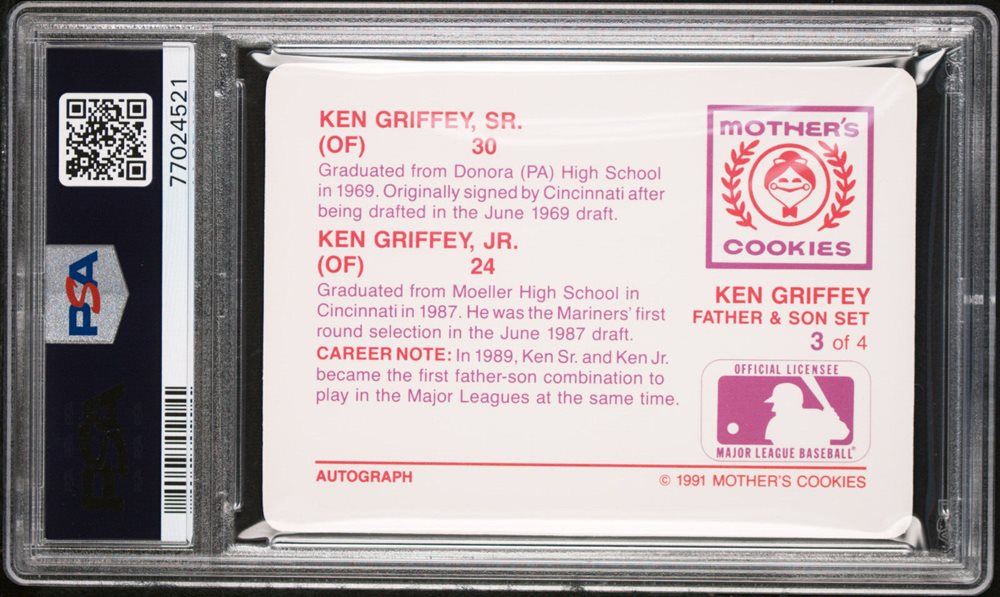 77024521
PSA
PSA
KEN GRIFFEY, SR.
(OF) 30
Graduated from Donora (PA) High School
in 1969. Originally signed by Cincinnati after
being drafted in the June 1969 draft.
KEN GRIFFEY, JR.
(OF) 24
Graduated from Moeller High School in
Cincinnati in 1987. He was the Mariners' first
round selection in the June 1987 draft.
CAREER NOTE: In 1989, Ken Sr. and Ken Jr.
became the first father-son combination to
play in the Major Leagues at the same time.
AUTOGRAPH
MOTHER'S
COOKIES
KEN GRIFFEY
FATHER & SON SET
3 of 4
OFFICIAL LICENSEE
MAJOR LEAGUE BASEBALL®
© 1991 MOTHER'S COOKIES